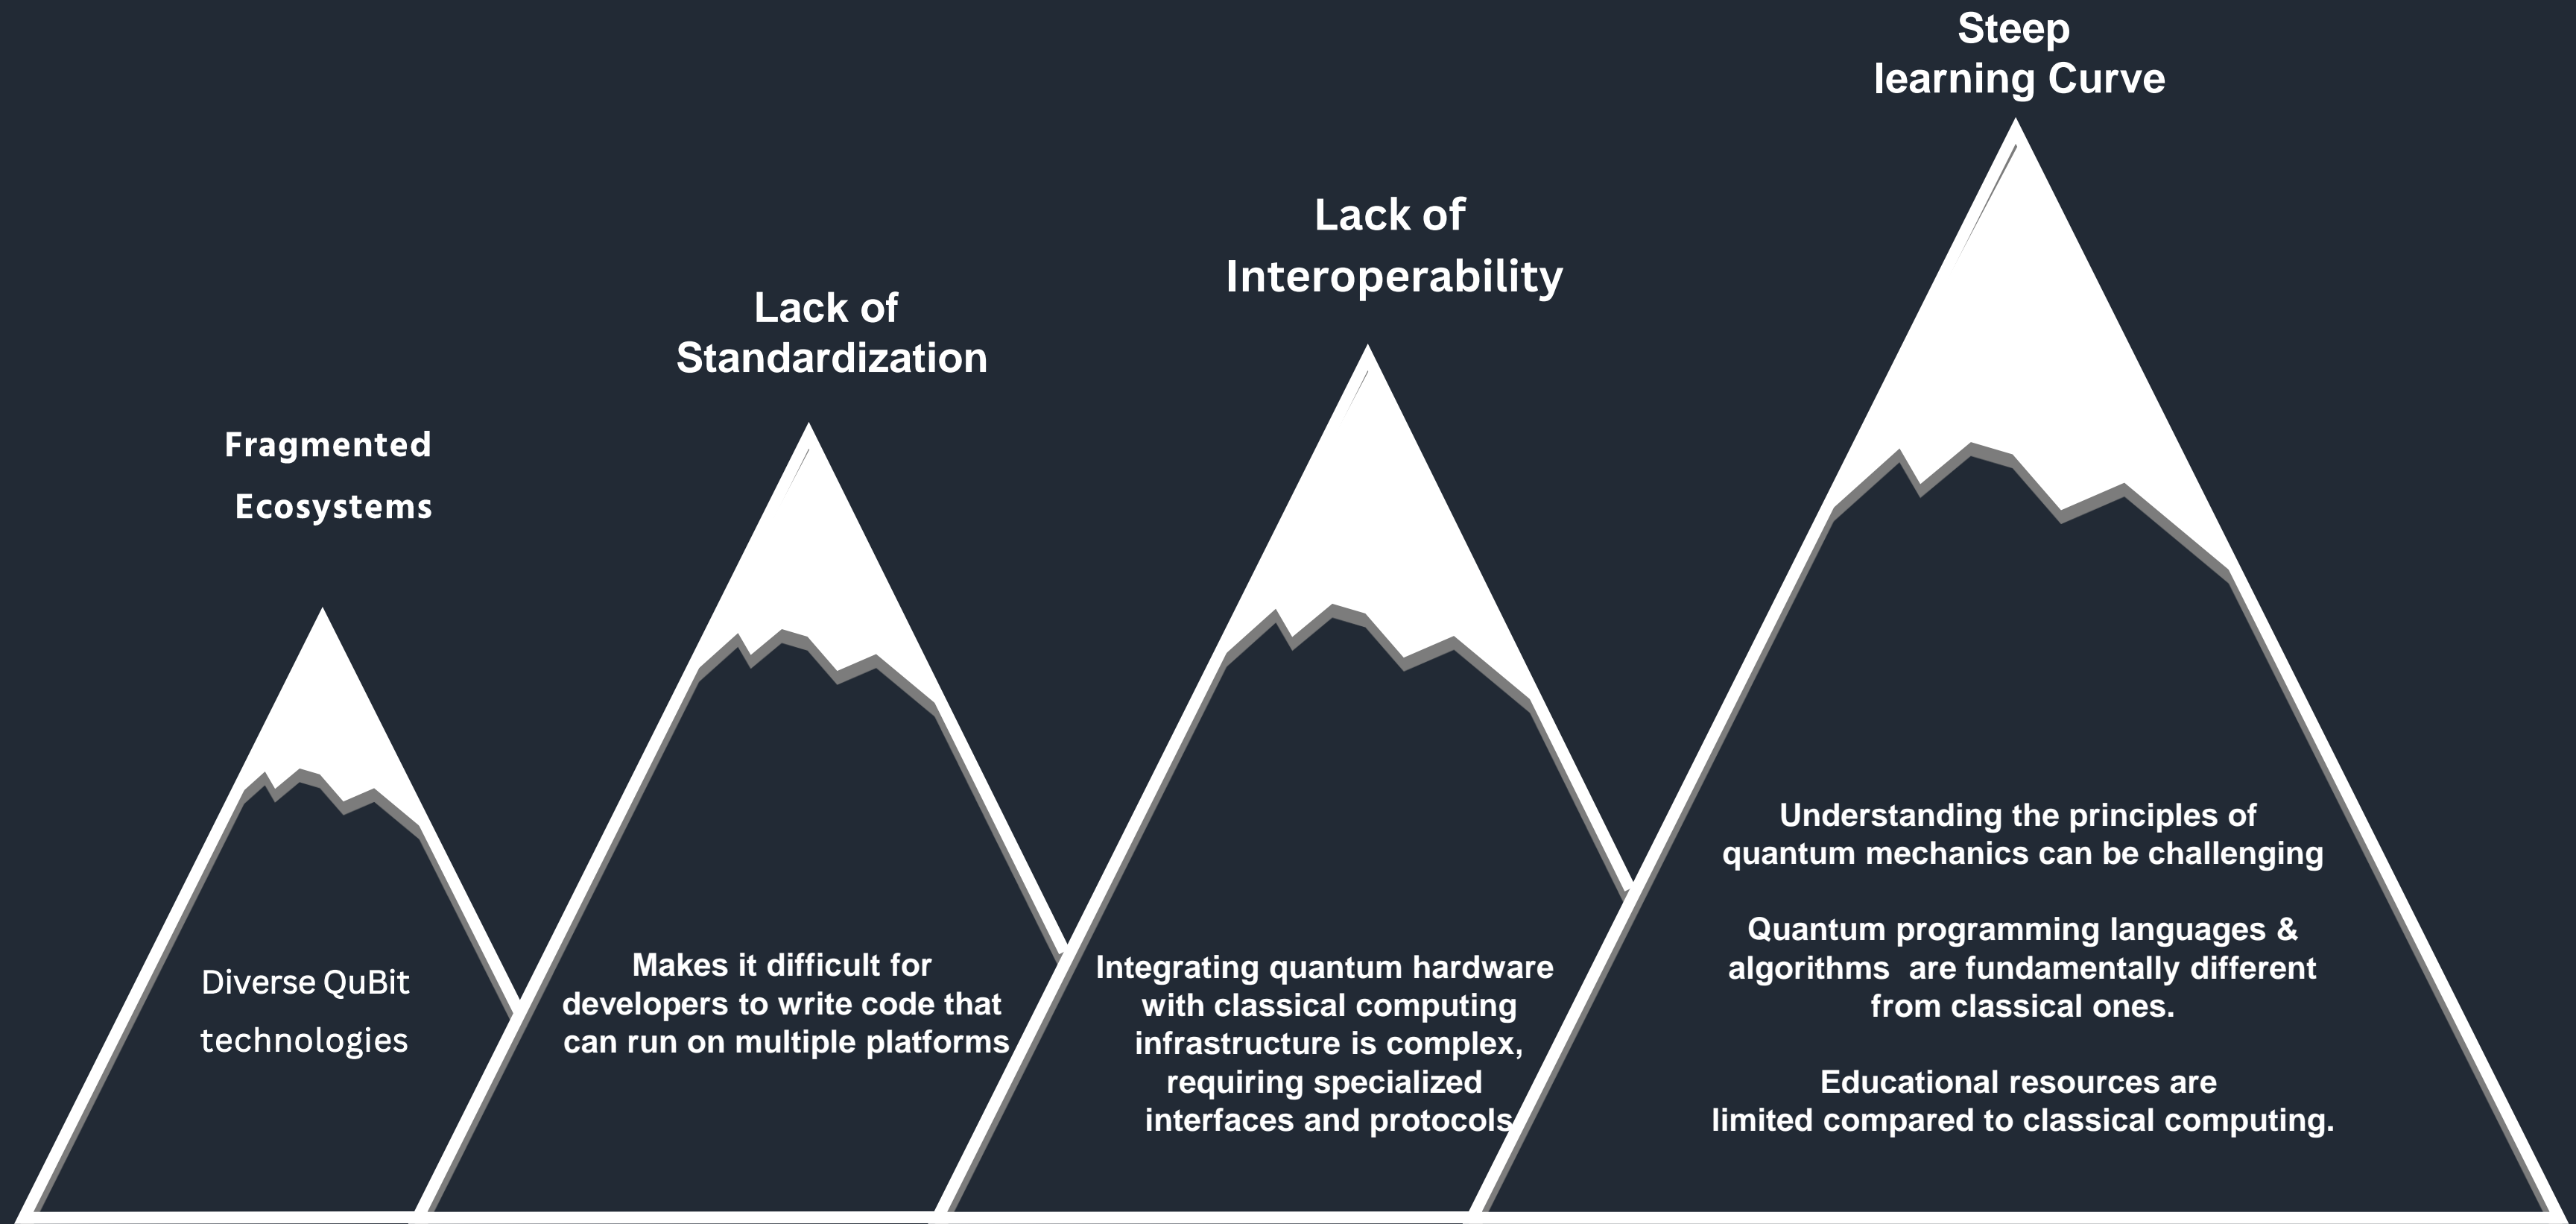 Fragmented
Ecosystems
Diverse QuBit
technologies
Lack of
Standardization
Makes it difficult for
developers to write code that
can run on multiple platforms
Lack of
Interoperability
Integrating quantum hardware
with classical computing
infrastructure is complex,
requiring specialized
interfaces and protocols
Steep
learning Curve
Understanding the principles of
quantum mechanics can be challenging
Quantum programming languages &
algorithms  are fundamentally different
from classical ones.
Educational resources are
limited compared to classical computing.